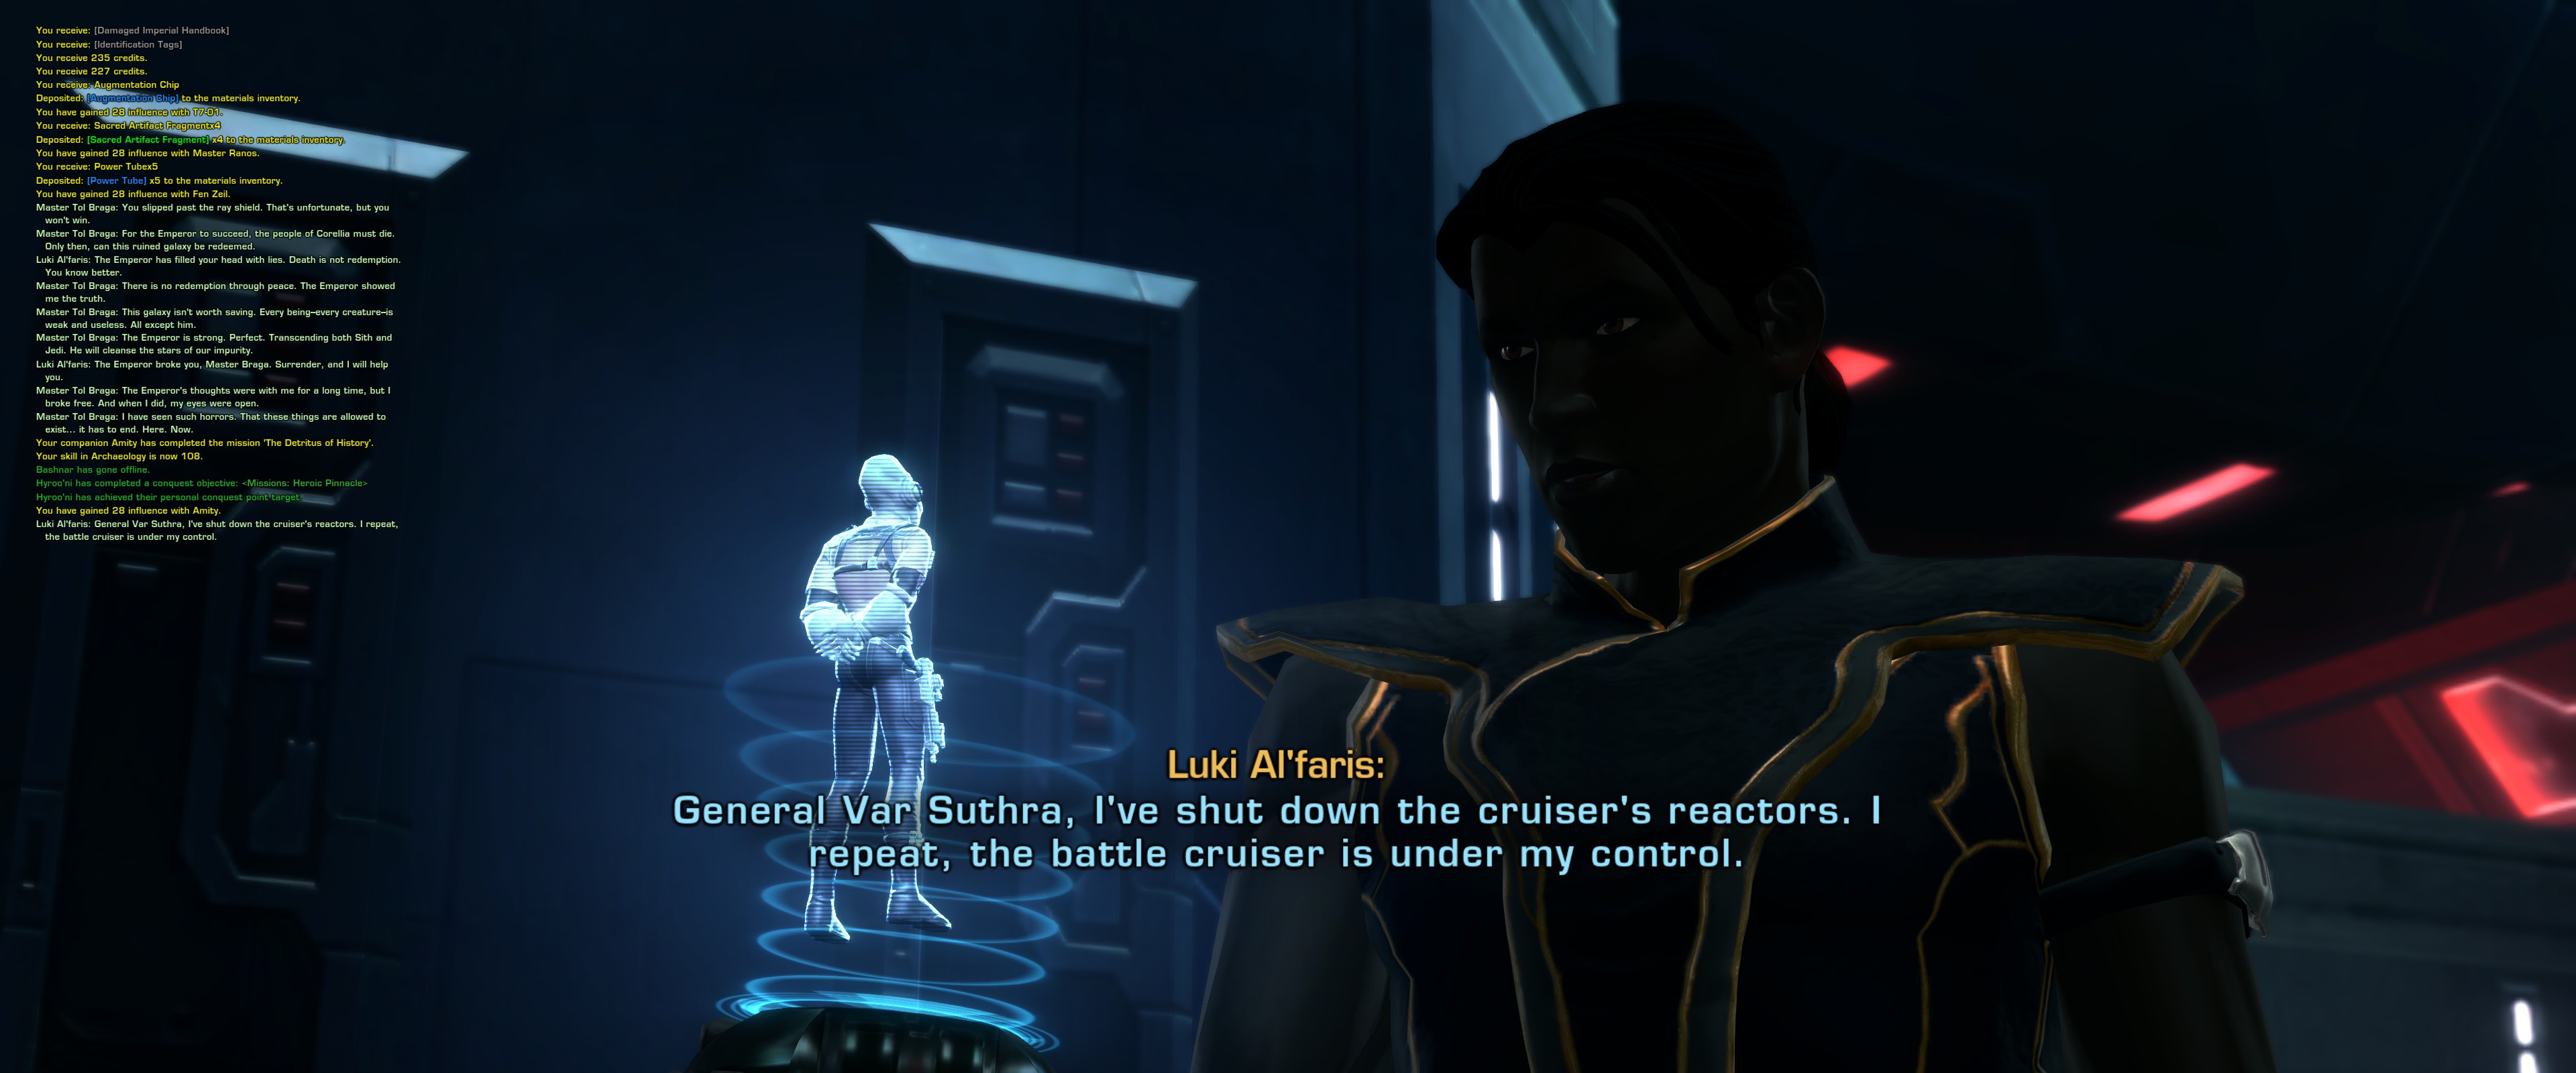 You receive: [Damaged Imperial Handbook]
You receive: [Identification Tags]
You receive 235 credits.
You receive 227 credits.
You receive: Augmentation Chip
Deposited: [Augmentation Chip] to the materials inventory.
You have gained 28 influence with T7-01.
You receive: Sacred Artifact Fragmentx4
Deposited: [Sacred Artifact Fragment] x4 to the materials inventory.
You have gained 28 influence with Master Ranos.
You receive: Power Tubex5
Deposited: [Power Tube] x5 to the materials inventory.
You have gained 28 influence with Fen Zeil.
Master Tol Braga: You slipped past the ray shield. That's unfortunate, but you
won't win.
Master Tol Braga: For the Emperor to succeed, the people of Corellia must die.
Only then, can this ruined galaxy be redeemed.
Luki Al'faris: The Emperor has filled your head with lies. Death is not redemption.
You know better.
Master Tol Braga: There is no redemption through peace. The Emperor showed
me the truth.
Master Tol Braga: This galaxy isn't worth saving. Every being—every creature—is
weak and useless. All except him.
Master Tol Braga: The Emperor is strong. Perfect. Transcending both Sith and
Jedi. He will cleanse the stars of our impurity.
Luki Al'faris: The Emperor broke you, Master Braga. Surrender, and I will help
you.
Master Tol Braga: The Emperor's thoughts were with me for a long time, but I
broke free. And when I did, my eyes were open.
Master Tol Braga: I have seen such horrors. That these things are allowed to
exist... it has to end. Here. Now.
Your companion Amity has completed the mission 'The Detritus of History'.
Your skill in Archaeology is now 108.
Bashnar has gone offline.
Hyroo'ni has completed a conquest objective: <Missions: Heroic Pinnacle>
Hyroo'ni has achieved their personal conquest point target.
You have gained 28 influence with Amity.
Luki Al'faris: General Var Suthra, I've shut down the cruiser's reactors. I repeat,
the battle cruiser is under my control.
Luki Al'faris:
General Var Suthra, I've shut down the cruiser's reactors. I
repeat, the battle cruiser is under my control.